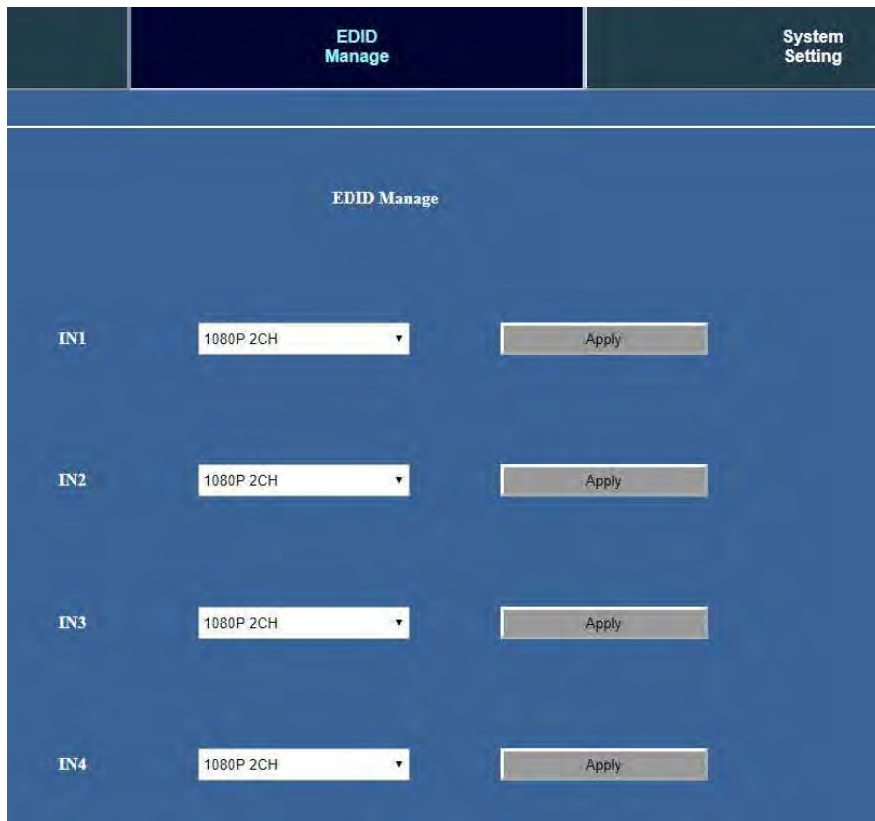 EDID
Manage
System
Setting
EDID Manage
IN1 1080P 2CH Apply
IN2 1080P 2CH Apply
IN3 1080P 2CH Apply
IN4 1080P 2CH Apply